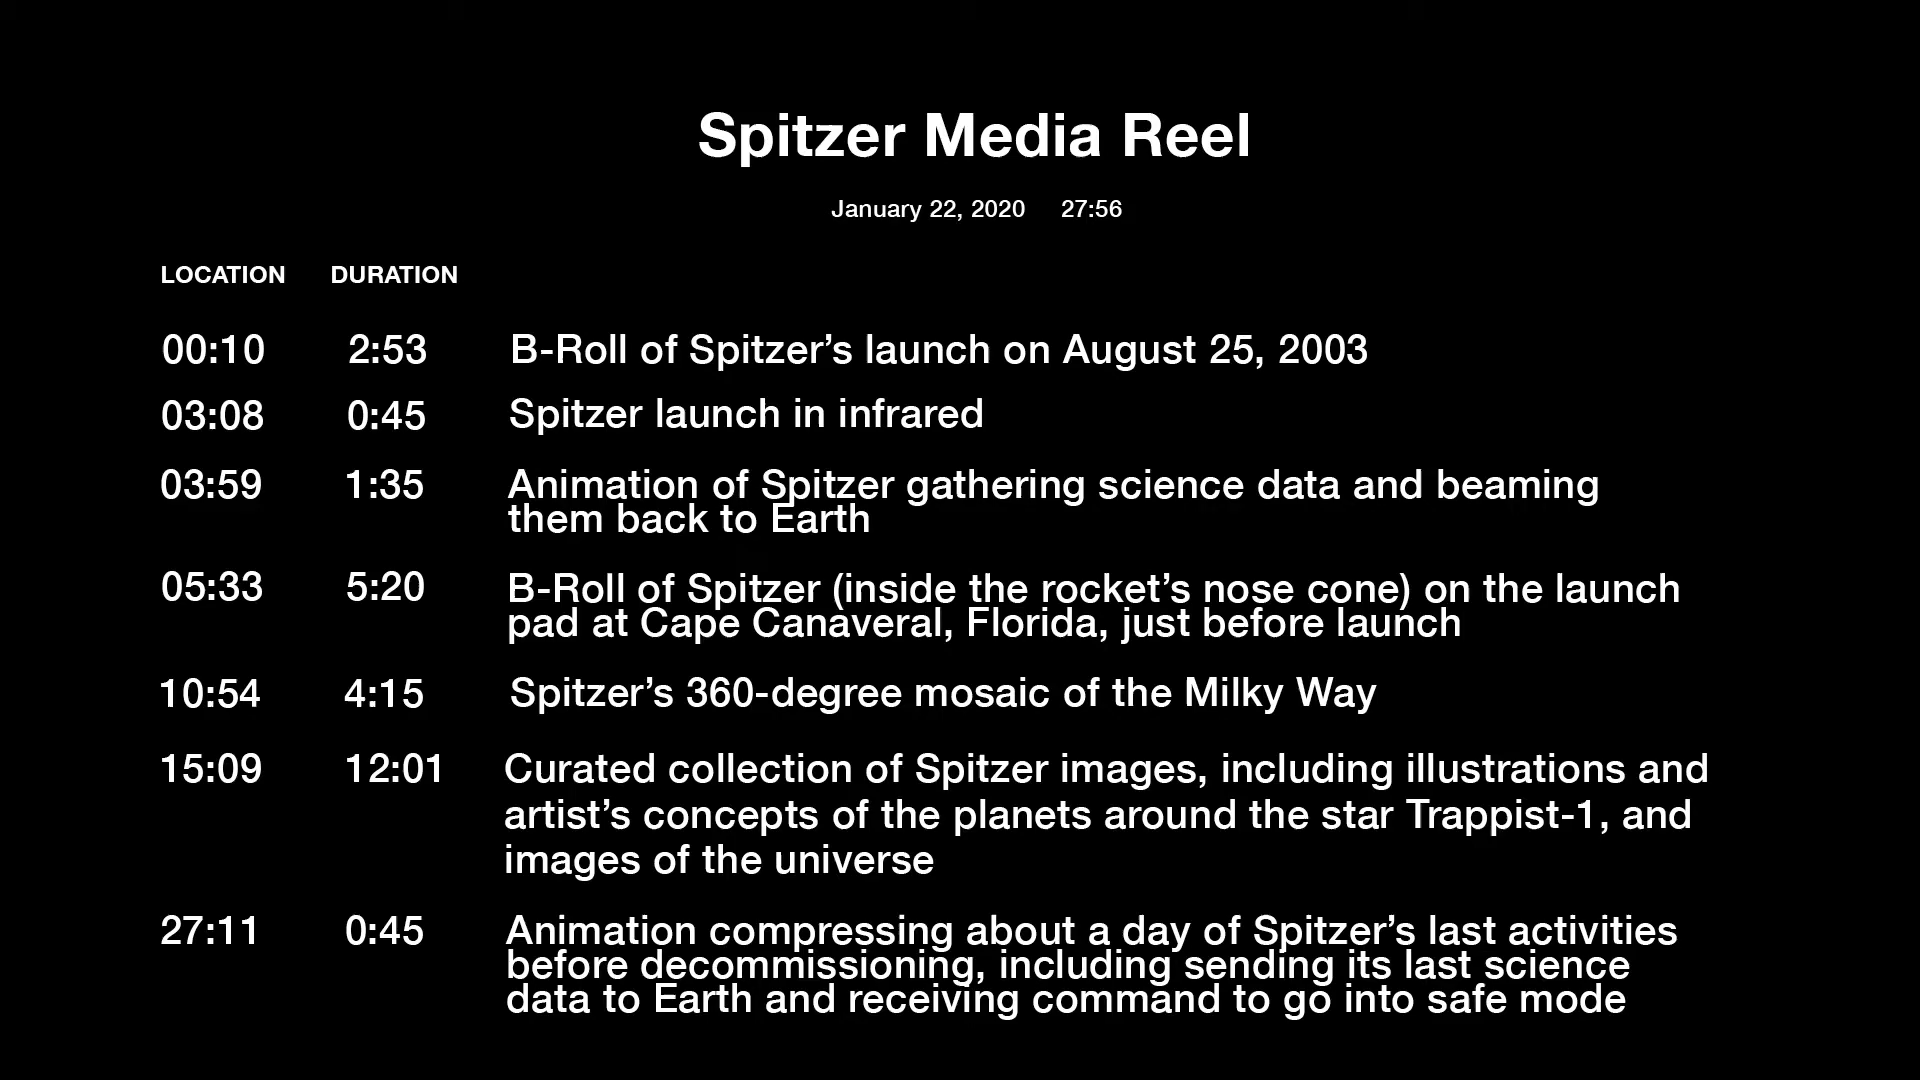 Spitzer Media Reel
January 22, 2020 27:56
LOCATION DURATION
00:10 2:53 B-Roll of Spitzer’s launch on August 25, 2003
03:08 0:45 Spitzer launch in infrared
03:59 1:35 Animation of Spitzer gathering science data and beaming
them back to Earth
05:33 5:20 B-Roll of Spitzer (inside the rocket’s nose cone) on the launch
pad at Cape Canaveral, Florida, just before launch
10:54 4:15 Spitzer’s 360-degree mosaic of the Milky Way
15:09 12:01 Curated collection of Spitzer images, including illustrations and
artist’s concepts of the planets around the star Trappist-1, and
images of the universe
27:11 0:45 Animation compressing about a day of Spitzer’s last activities
before decommissioning, including sending its last science
data to Earth and receiving command to go into safe mode